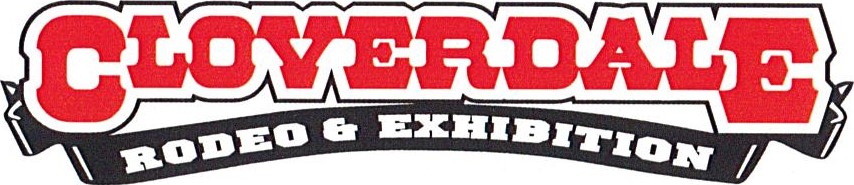 CLOVERDALE
RODEO & EXHIBITION